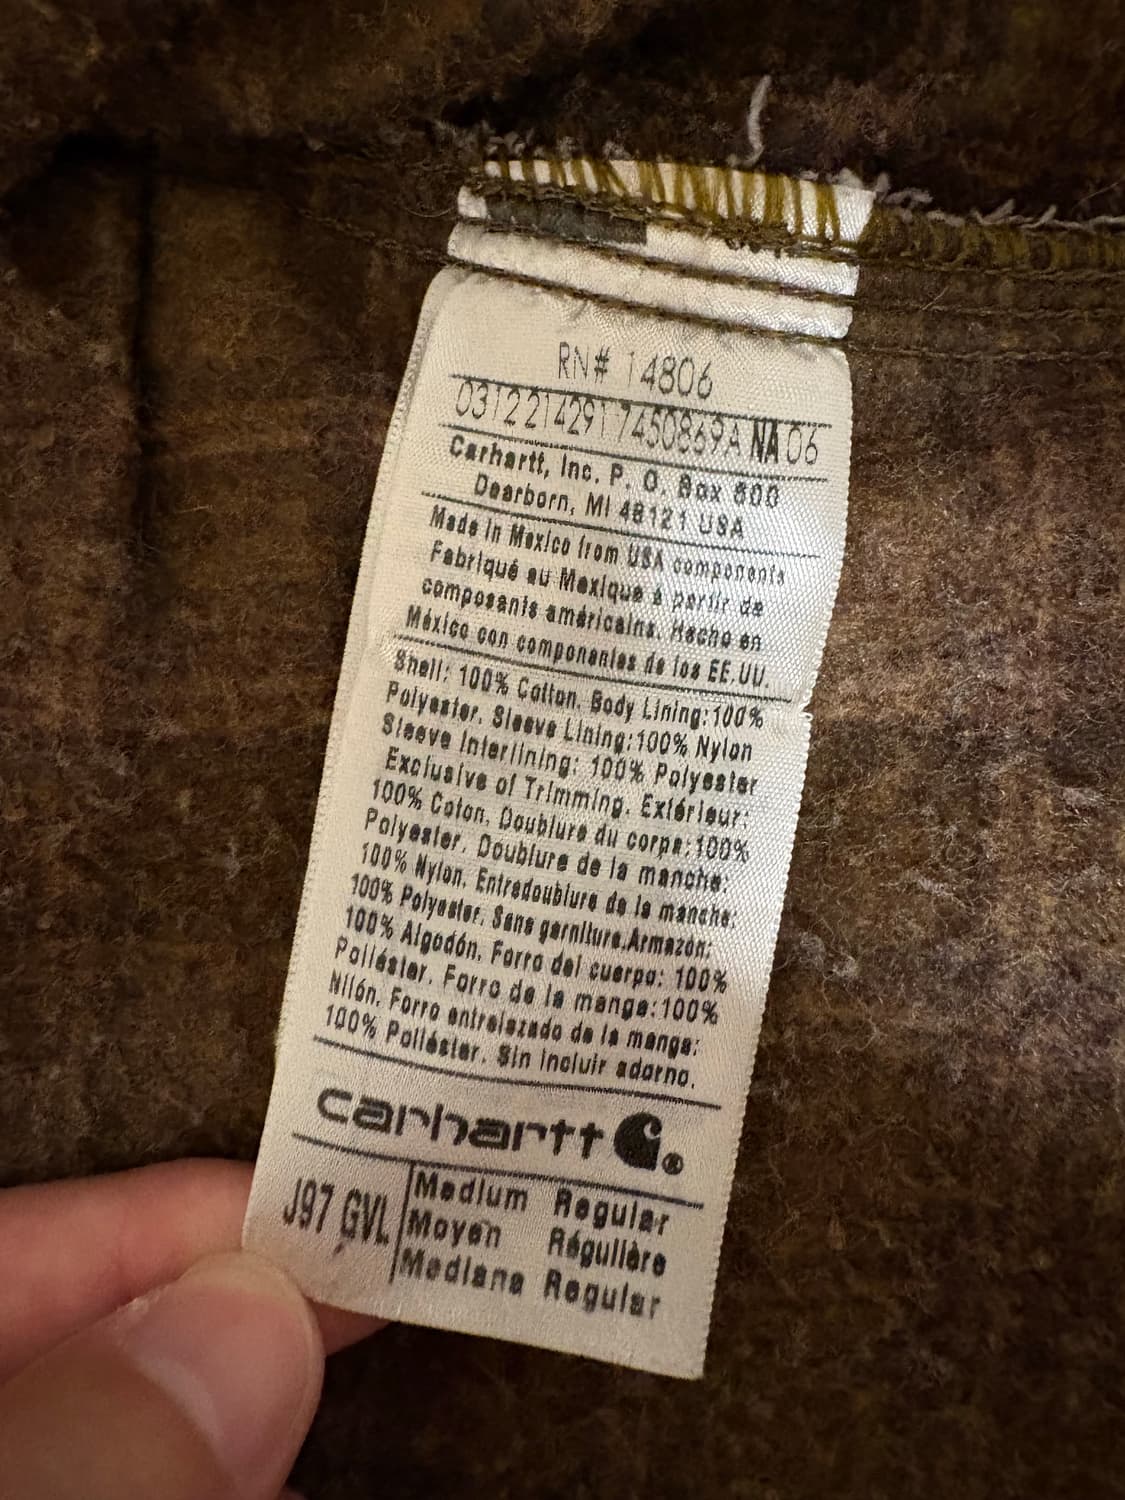 RN# 14806
0312214291 7450869A NA 06
Carhartt, Inc. P. O. Box 600
Dearborn, MI 48121 USA
Made in Mexico from USA components
Fabriqué au Mexique à partir de
composants américains. Hecho en
México con componentes de los EE.UU.
Shell: 100% Cotton. Body Lining:100%
Polyester. Sleeve Lining:100% Nylon
Sleeve Interlining: 100% Polyester
Exclusive of Trimming. Extérieur:
100% Coton. Doublure du corps:100%
Polyester. Doublure de la manche:
100% Nylon. Entredoublure de la manche:
100% Polyester. Sans garniture.Armazón:
100% Algodón. Forro del cuerpo: 100%
Poliéster. Forro de la manga:100%
Nilón. Forro entrelazado de la manga:
100% Poliéster. Sin incluir adorno.
carhartt ®
J97 GVL
Medium Regular
Moyen Régulière
Mediana Regular